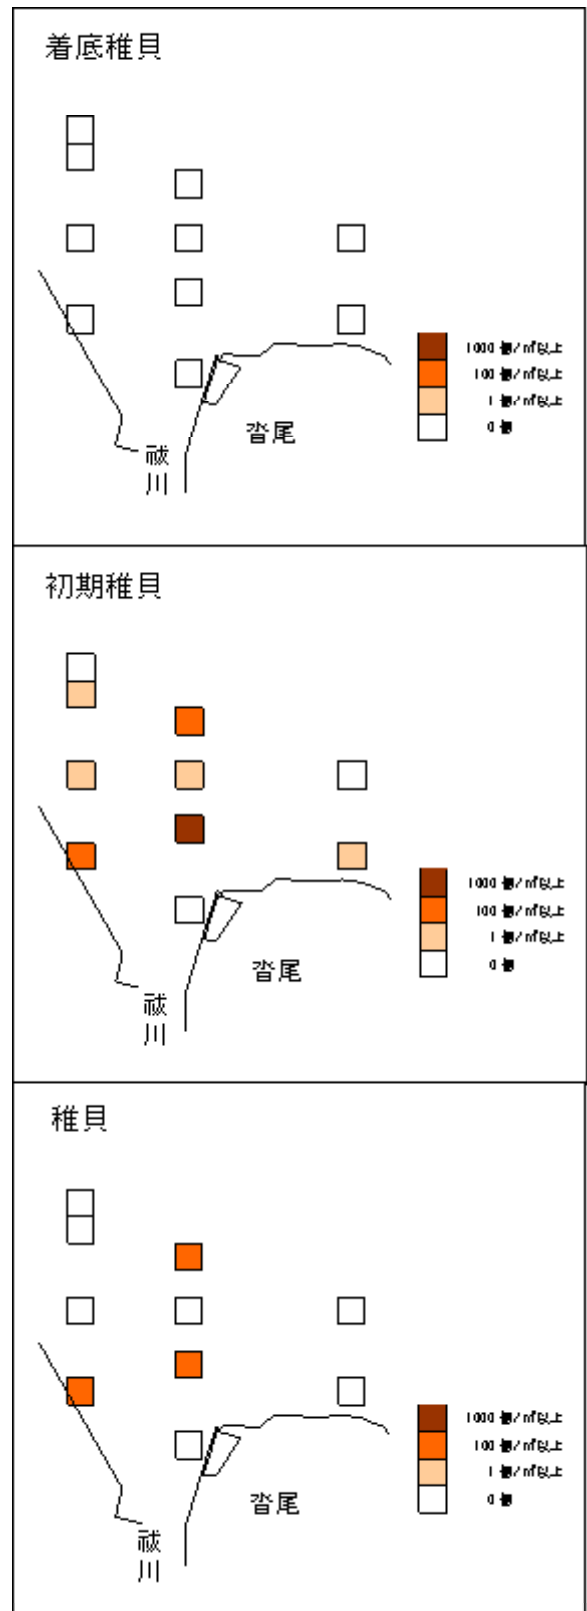 着底稚貝
1000 個/㎡以上
100 個/㎡以上
1 個/㎡以上
0 個
沓尾
祓
川
初期稚貝
1000 個/㎡以上
100 個/㎡以上
1 個/㎡以上
0 個
沓尾
祓
川
稚貝
1000 個/㎡以上
100 個/㎡以上
1 個/㎡以上
0 個
沓尾
祓
川